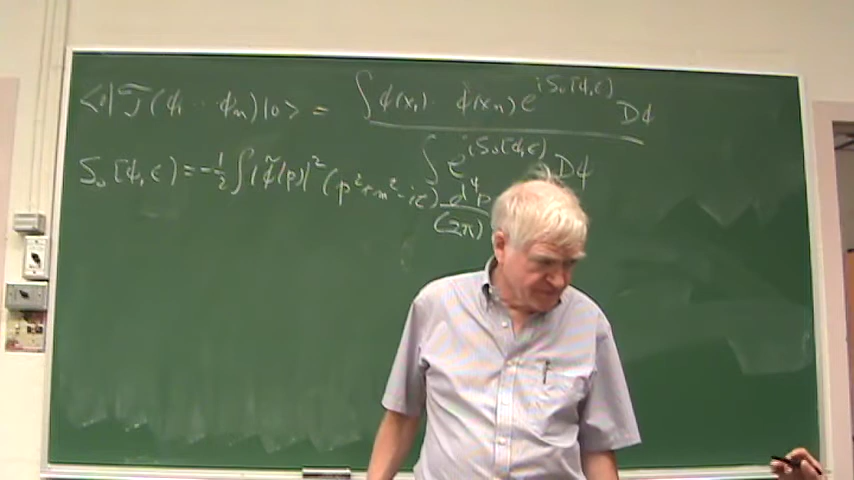 <0|J(ϕ₁ ⋯ ϕₙ)|0> = ∫ϕ(x₁)⋯ϕ(xₙ)e^{iS₀[ϕ,ϵ)}Dϕ / ∫e^{iS₀[ϕ,ϵ)}Dϕ
S₀[ϕ,ϵ) = -½∫|ϕ̃(p)|²(p²+m²-iϵ) d⁴p/(2π)